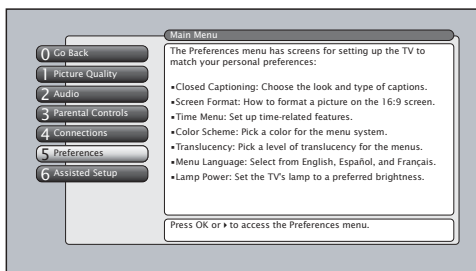 Main Menu
0 Go Back
1 Picture Quality
2 Audio
3 Parental Controls
4 Connections
5 Preferences
6 Assisted Setup
The Preferences menu has screens for setting up the TV to
match your personal preferences:
▪Closed Captioning: Choose the look and type of captions.
▪Screen Format: How to format a picture on the 16:9 screen.
▪Time Menu: Set up time-related features.
▪Color Scheme: Pick a color for the menu system.
▪Translucency: Pick a level of translucency for the menus.
▪Menu Language: Select from English, Español, and Français.
▪Lamp Power: Set the TV's lamp to a preferred brightness.
Press OK or ▸ to access the Preferences menu.